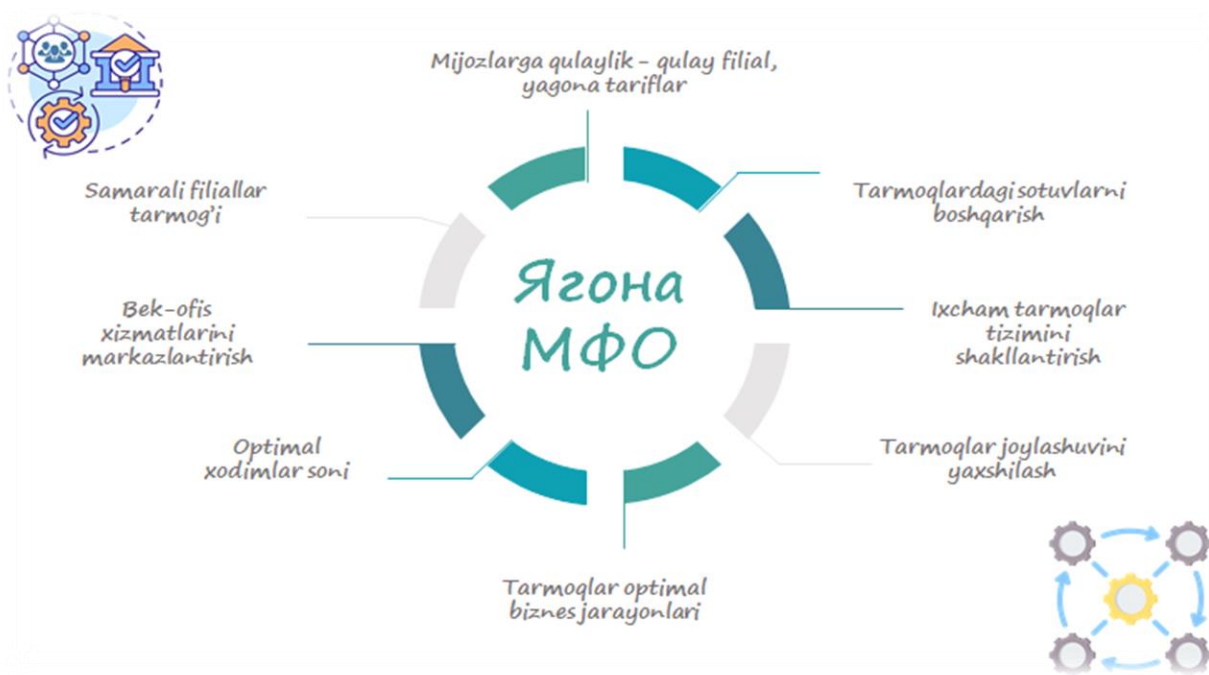 Mijozlarga qulaylik – qulay filial,
yagona tariflar
Tarmoqlardagi sotuvlarni
boshqarish
Ixcham tarmoqlar
tizimini
shakllantirish
Tarmoqlar joylashuvini
yaxshilash
Tarmoqlar optimal
biznes jarayonlari
Optimal
xodimlar soni
Bek-ofis
xizmatlarini
markazlantirish
Samarali filiallar
tarmog'i
Ягона
МФО